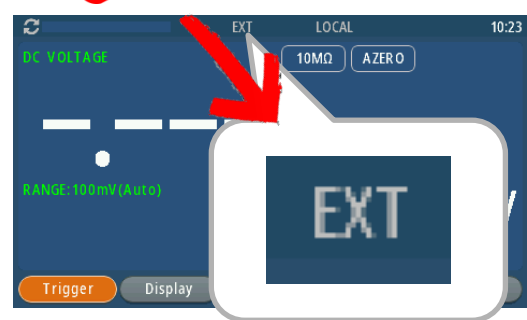 EXT LOCAL 10:23
DC VOLTAGE 10MΩ AZERO
RANGE:100mV(Auto)
EXT
Trigger Display